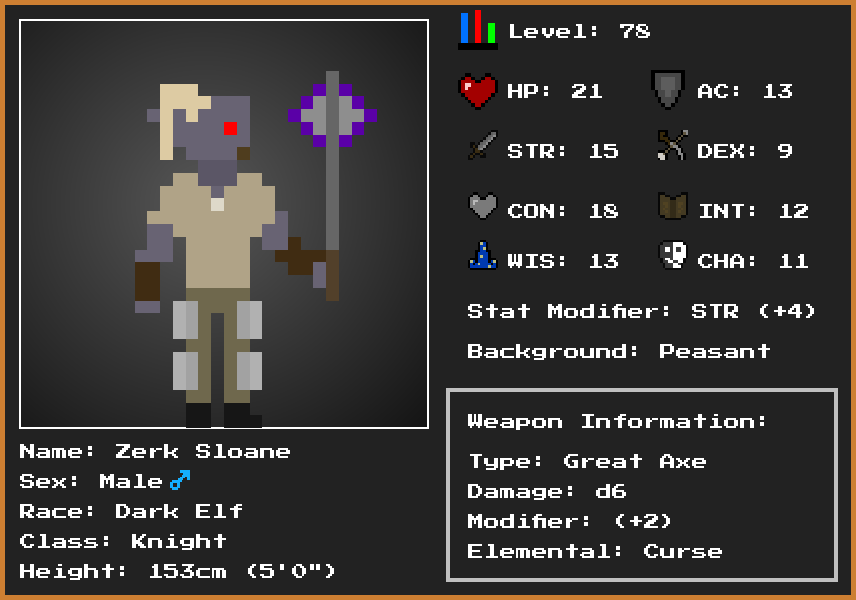 Level: 78
HP: 21
AC: 13
STR: 15
DEX: 9
CON: 18
INT: 12
WIS: 13
CHA: 11
Stat Modifier: STR (+4)
Background: Peasant
Name: Zerk Sloane
Sex: Male ♂
Race: Dark Elf
Class: Knight
Height: 153cm (5'0")
Weapon Information:
Type: Great Axe
Damage: d6
Modifier: (+2)
Elemental: Curse